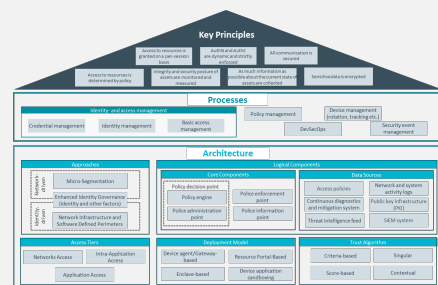 Key Principles
Access to resources is
granted on a per-session
basis
AuthN and AuthZ
are dynamic and strictly
enforced
All communication is
secured
Access to resources is
determined by policy
Integrity and security posture of
assets are monitored and
measured
As much information as
possible about the current state of
assets are collected
Sensitive data is encrypted
Processes
Identity- and access management
Credential management
Identity management
Basic access
management
Policy management
Device management
(rotation, tracking etc.)
DevSecOps
Security event
management
Architecture
Approaches
Network-
driven
Micro-Segmentation
Enhanced Identity Governance
(Identity and other factors)
Identity-
driven
Network Infrastructure and
Software Defined Perimeters
Logical Components
Core Components
Policy decision point
Policy engine
Policy administration
point
Policy enforcement
point
Policy information
point
Data Sources
Access policies
Network and system
activity logs
Continuous diagnostics
and mitigation system
Public key infrastructure
(PKI)
Threat intelligence feed
SIEM system
Access Tiers
Networks Access
Intra-Application
Access
Application Access
Deployment Model
Device agent/Gateway-
based
Resource Portal-Based
Enclave-based
Device application
sandboxing
Trust Algorithm
Criteria-based
Singular
Score-based
Contextual